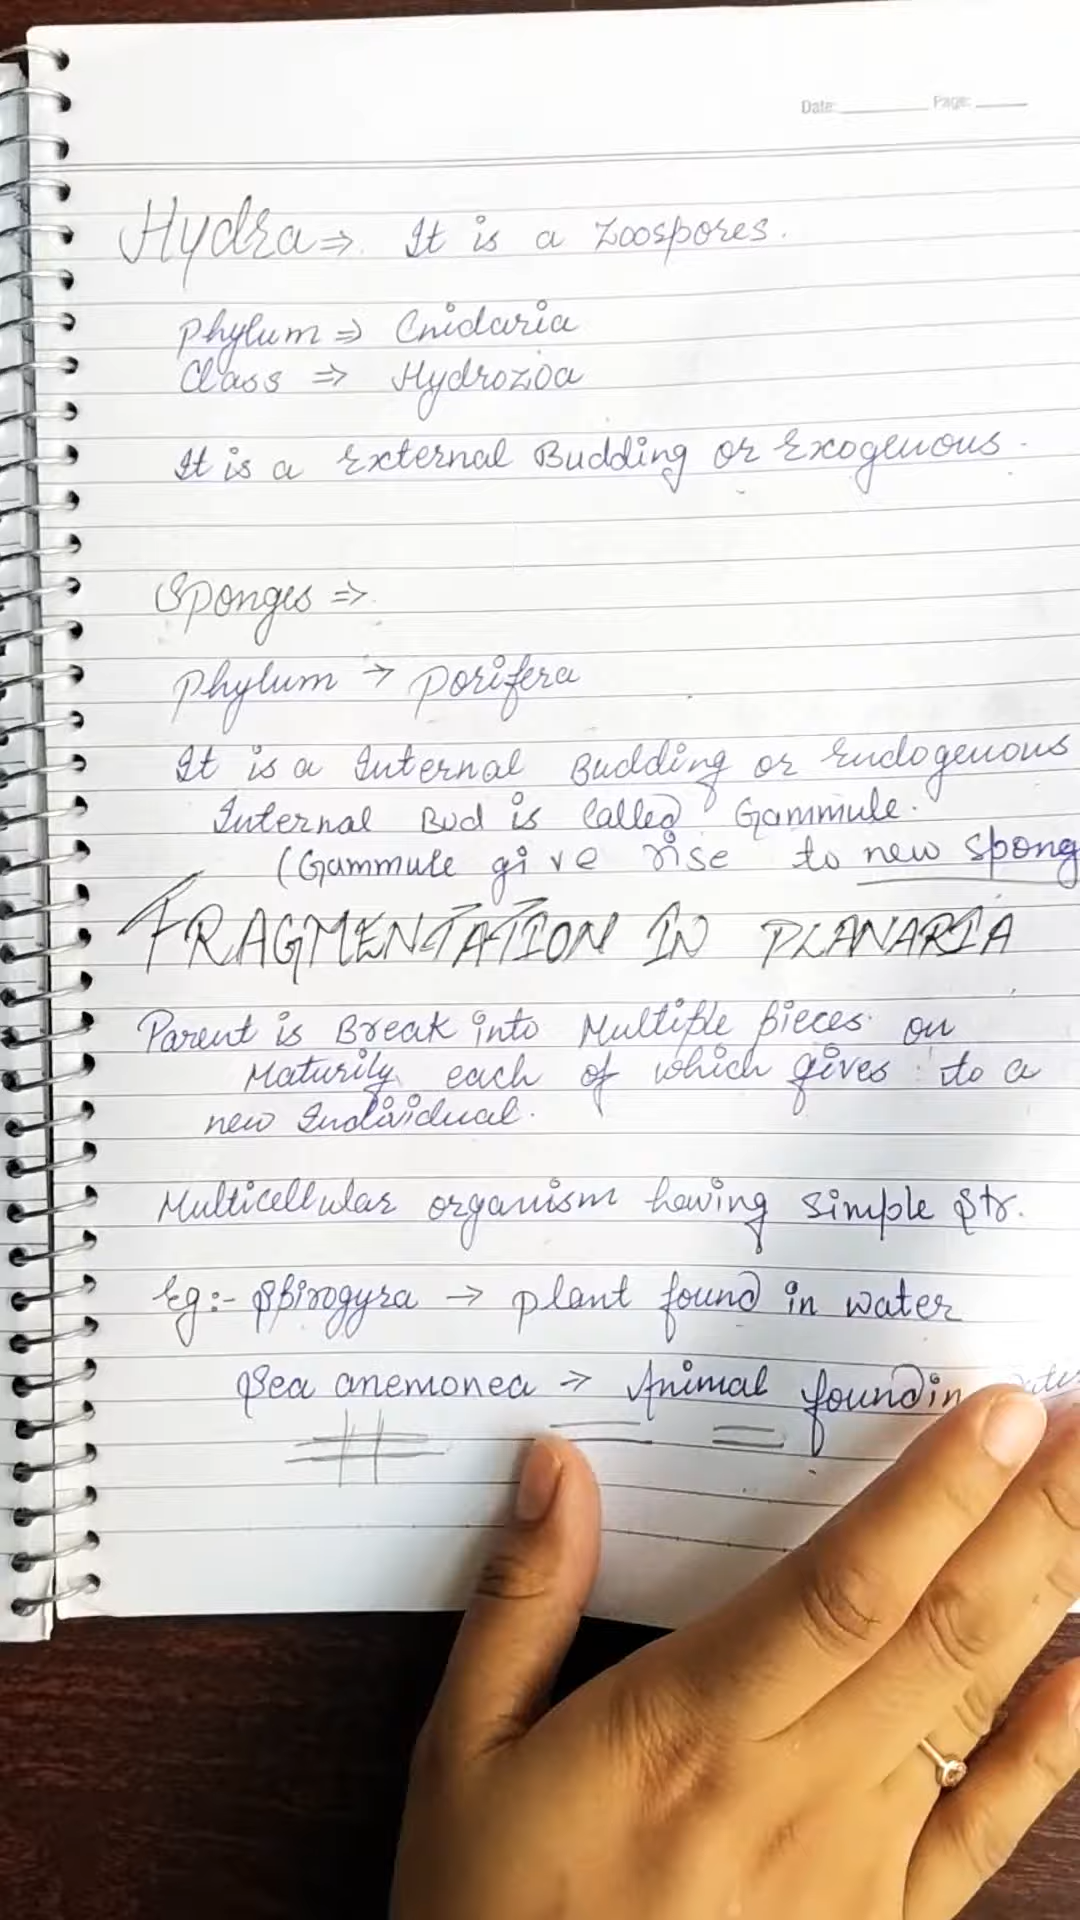 Date: Page:
Hydra ⇒ It is a Zoospores.
Phylum ⇒ Cnidaria
Class ⇒ Hydrozoa
It is a External Budding or Exogenous.
Sponges ⇒
Phylum → Porifera
It is a Internal Budding or Endogenous
Internal Bud is Called Gammule.
(Gammule give rise to new spong
FRAGMENTATION IN PLANARIA
Parent is Break into Multiple pieces on
Maturily each of which gives to a
new Individual.
Multicellular organism having simple str.
Eg:- Spirogyra → plant found in water
Sea anemonea → Animal found in